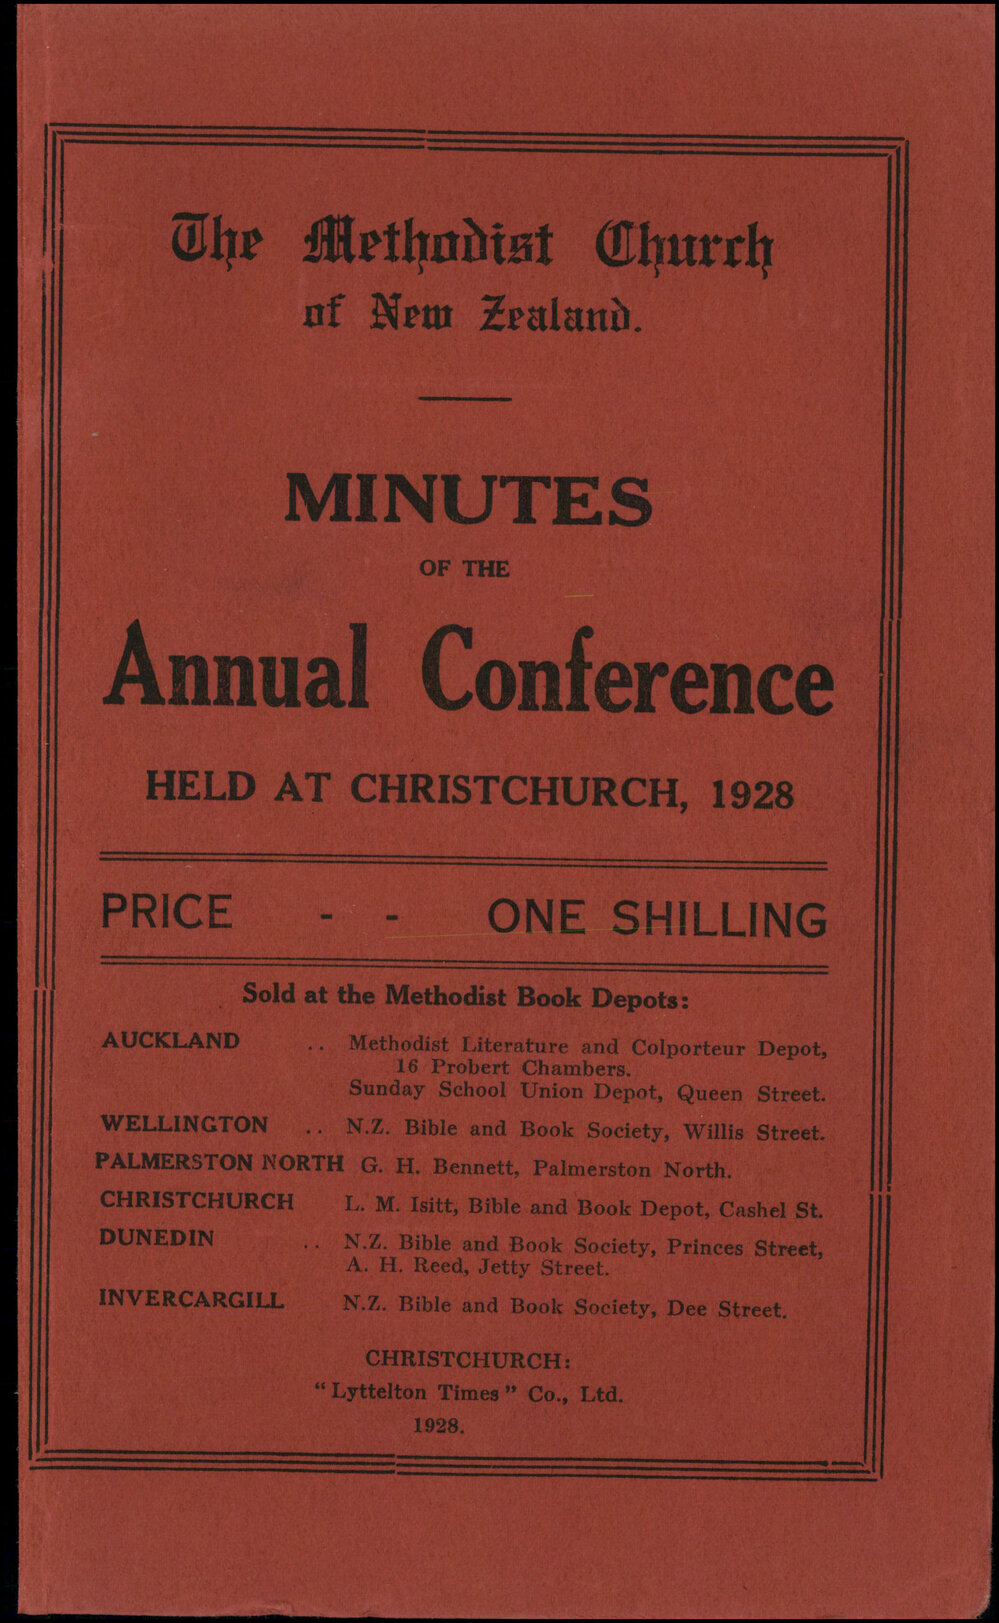 The Methodist Church
of New Zealand.
MINUTES
OF THE
Annual Conference
HELD AT CHRISTCHURCH, 1928
PRICE - - ONE SHILLING
Sold at the Methodist Book Depots:
AUCKLAND .. Methodist Literature and Colporteur Depot,
16 Probert Chambers.
Sunday School Union Depot, Queen Street.
WELLINGTON .. N.Z. Bible and Book Society, Willis Street.
PALMERSTON NORTH G. H. Bennett, Palmerston North.
CHRISTCHURCH L. M. Isitt, Bible and Book Depot, Cashel St.
DUNEDIN .. N.Z. Bible and Book Society, Princes Street,
A. H. Reed, Jetty Street.
INVERCARGILL N.Z. Bible and Book Society, Dee Street.
CHRISTCHURCH:
"Lyttelton Times" Co., Ltd.
1928.